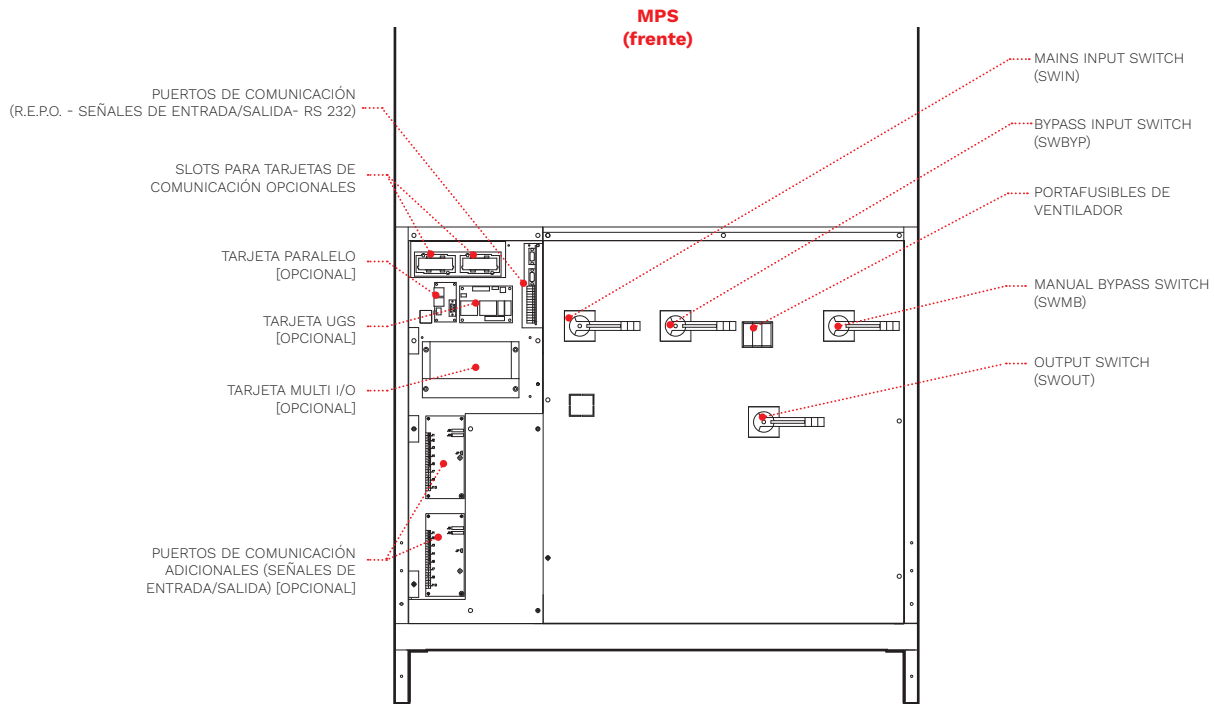 MPS
(frente)
PUERTOS DE COMUNICACIÓN
(R.E.P.O. - SEÑALES DE ENTRADA/SALIDA- RS 232)
SLOTS PARA TARJETAS DE
COMUNICACIÓN OPCIONALES
TARJETA PARALELO
[OPCIONAL]
TARJETA UGS
[OPCIONAL]
TARJETA MULTI I/O
[OPCIONAL]
PUERTOS DE COMUNICACIÓN
ADICIONALES (SEÑALES DE
ENTRADA/SALIDA) [OPCIONAL]
MAINS INPUT SWITCH
(SWIN)
BYPASS INPUT SWITCH
(SWBYP)
PORTAFUSIBLES DE
VENTILADOR
MANUAL BYPASS SWITCH
(SWMB)
OUTPUT SWITCH
(SWOUT)